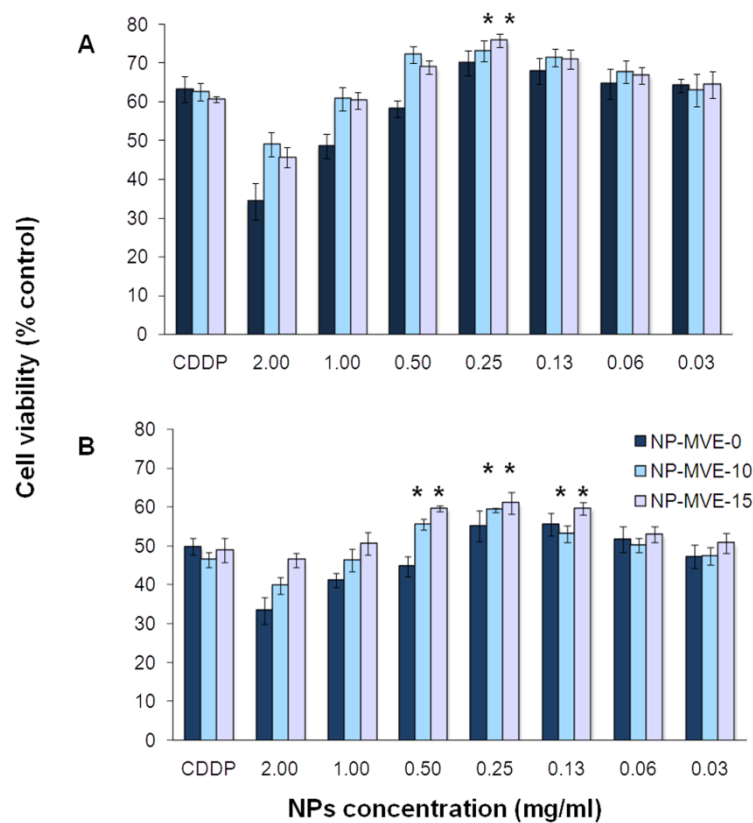 A
* *
80
70
60
50
40
30
20
10
0
CDDP 2.00 1.00 0.50 0.25 0.13 0.06 0.03
Cell viability (% control)
B
NP-MVE-0
NP-MVE-10
NP-MVE-15
* * * * * *
80
70
60
50
40
30
20
10
0
CDDP 2.00 1.00 0.50 0.25 0.13 0.06 0.03
NPs concentration (mg/ml)